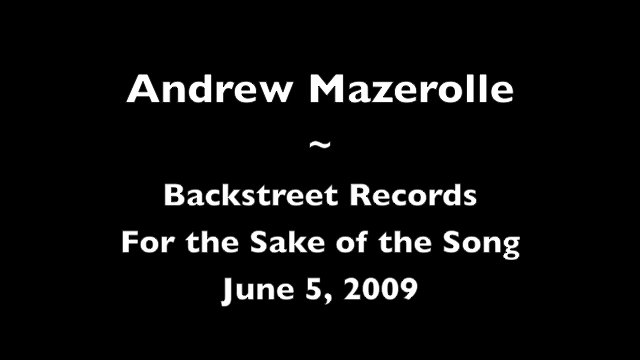 Andrew Mazerolle
~
Backstreet Records
For the Sake of the Song
June 5, 2009